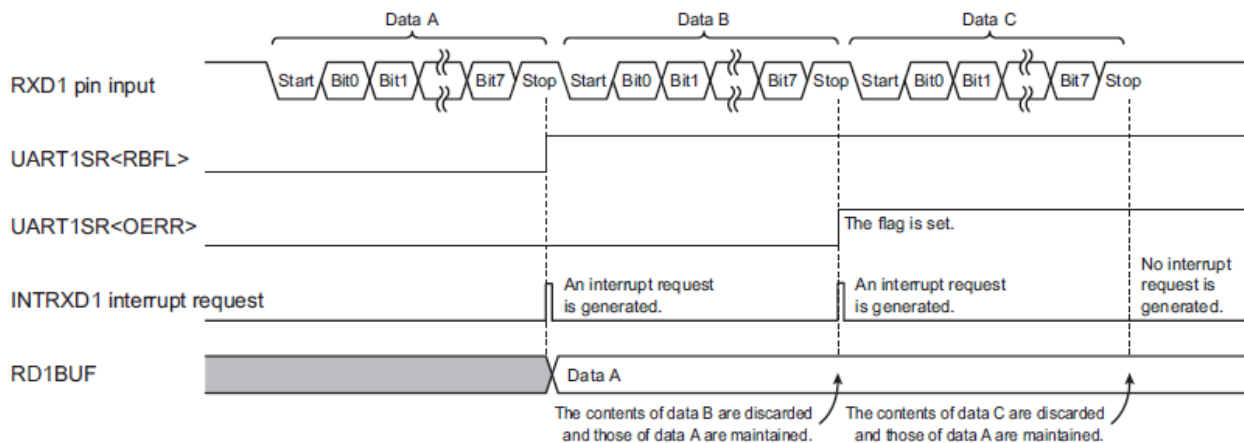 Data A Data B Data C
RXD1 pin input
Start Bit0 Bit1 Bit7 Stop Start Bit0 Bit1 Bit7 Stop Start Bit0 Bit1 Bit7 Stop
UART1SR<RBFL>
UART1SR<OERR>
The flag is set.
INTRXD1 interrupt request
An interrupt request
is generated.
An interrupt request
is generated.
No interrupt
request is
generated.
RD1BUF
Data A
The contents of data B are discarded
and those of data A are maintained.
The contents of data C are discarded
and those of data A are maintained.